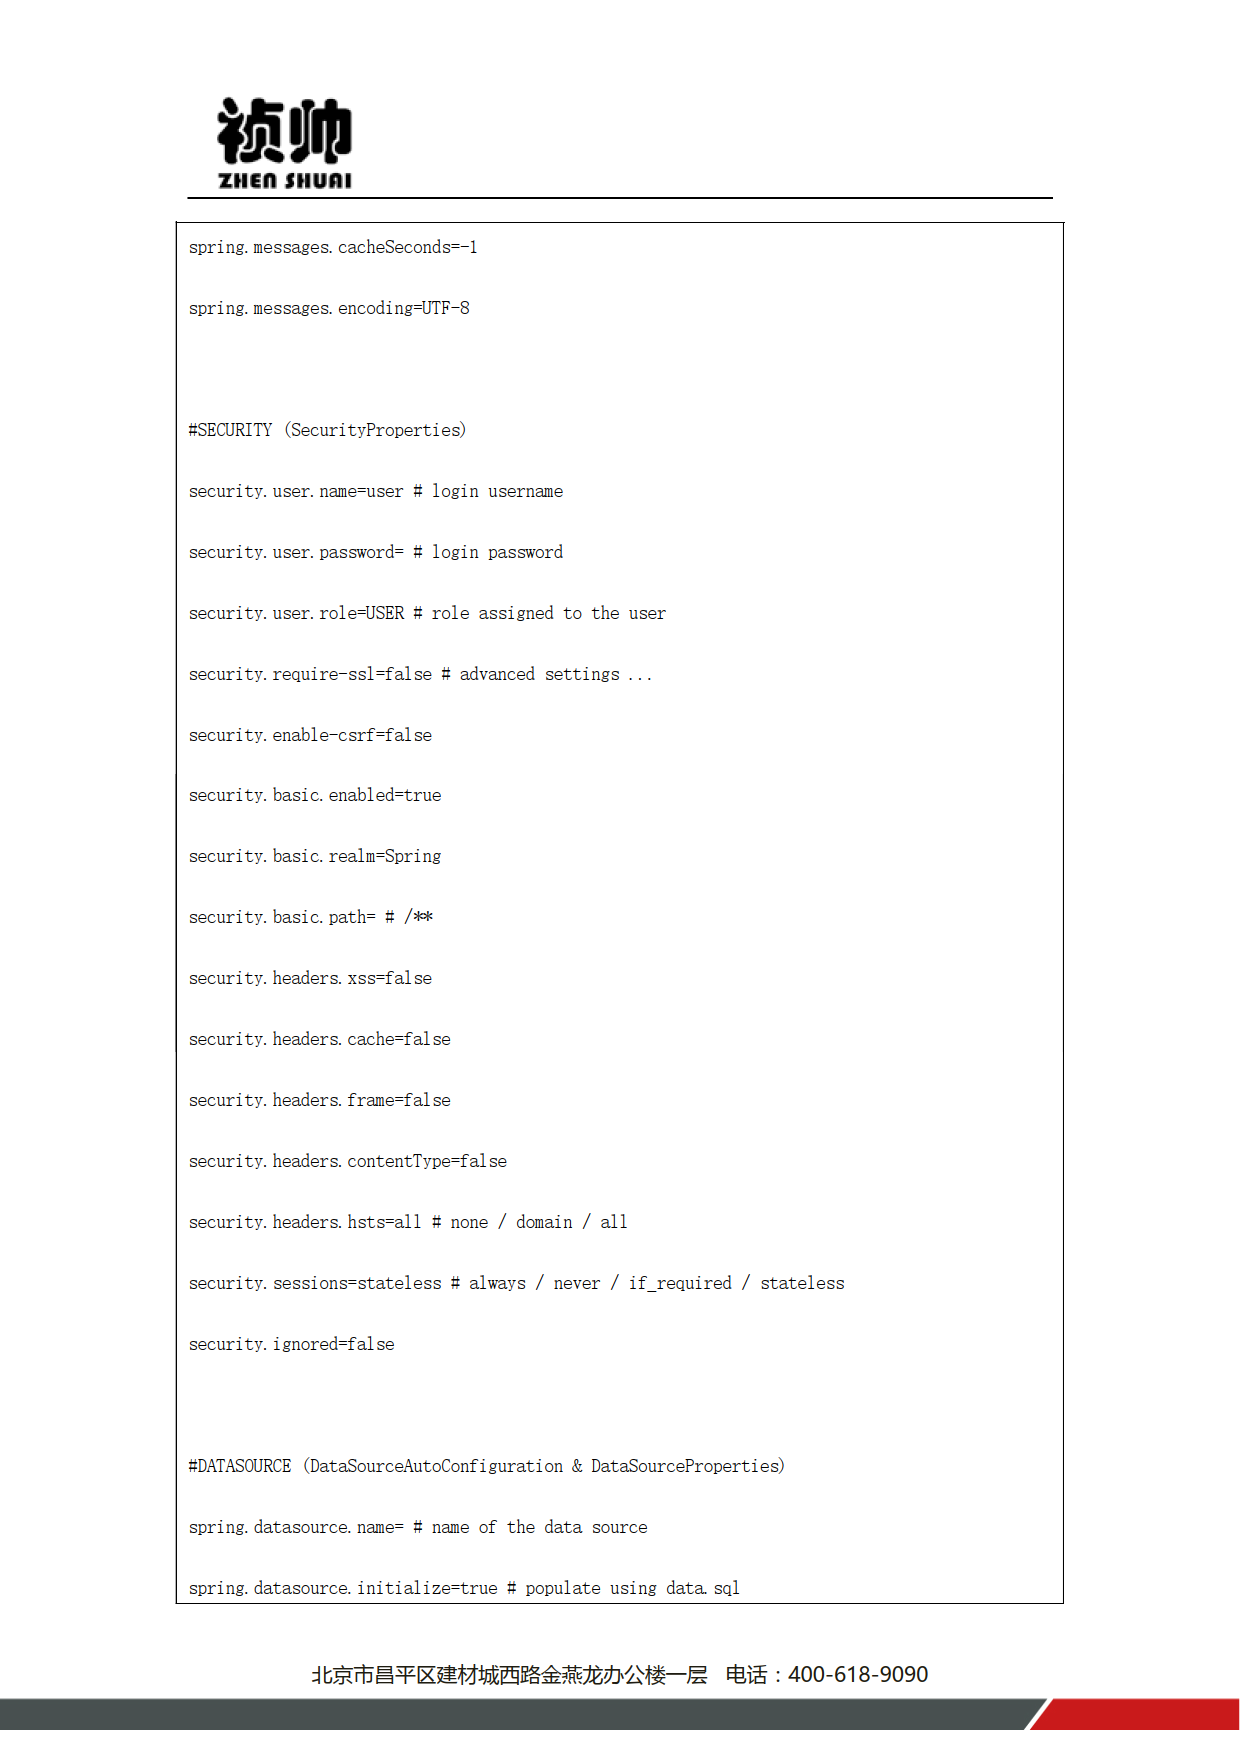 祯帅
ZHEN SHUAI
spring.messages.cacheSeconds=-1
spring.messages.encoding=UTF-8
#SECURITY (SecurityProperties)
security.user.name=user # login username
security.user.password= # login password
security.user.role=USER # role assigned to the user
security.require-ssl=false # advanced settings ...
security.enable-csrf=false
security.basic.enabled=true
security.basic.realm=Spring
security.basic.path= # /**
security.headers.xss=false
security.headers.cache=false
security.headers.frame=false
security.headers.contentType=false
security.headers.hsts=all # none / domain / all
security.sessions=stateless # always / never / if_required / stateless
security.ignored=false
#DATASOURCE (DataSourceAutoConfiguration & DataSourceProperties)
spring.datasource.name= # name of the data source
spring.datasource.initialize=true # populate using data.sql
北京市昌平区建材城西路金燕龙办公楼一层 电话：400-618-9090